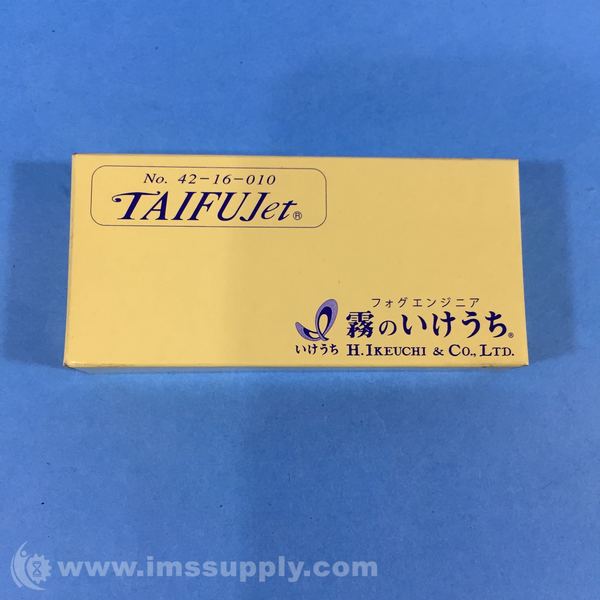 No. 42-16-010
TAIFUJet®
フォグエンジニア
霧のいけうち®
いけうち H. IKEUCHI & CO., LTD.
www.imssupply.com